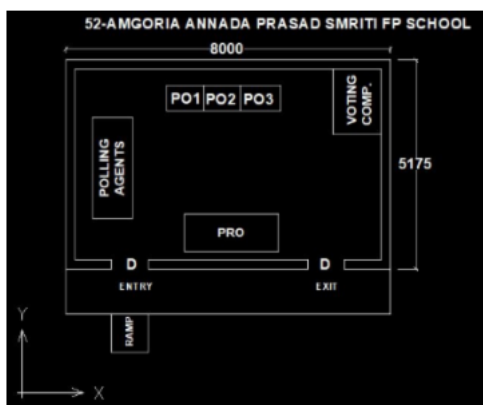 52-AMGORIA ANNADA PRASAD SMRITI FP SCHOOL
8000
PO1 PO2 PO3
VOTING
COMP.
POLLING
AGENTS
5175
PRO
D
D
ENTRY
EXIT
RAMP
Y
X